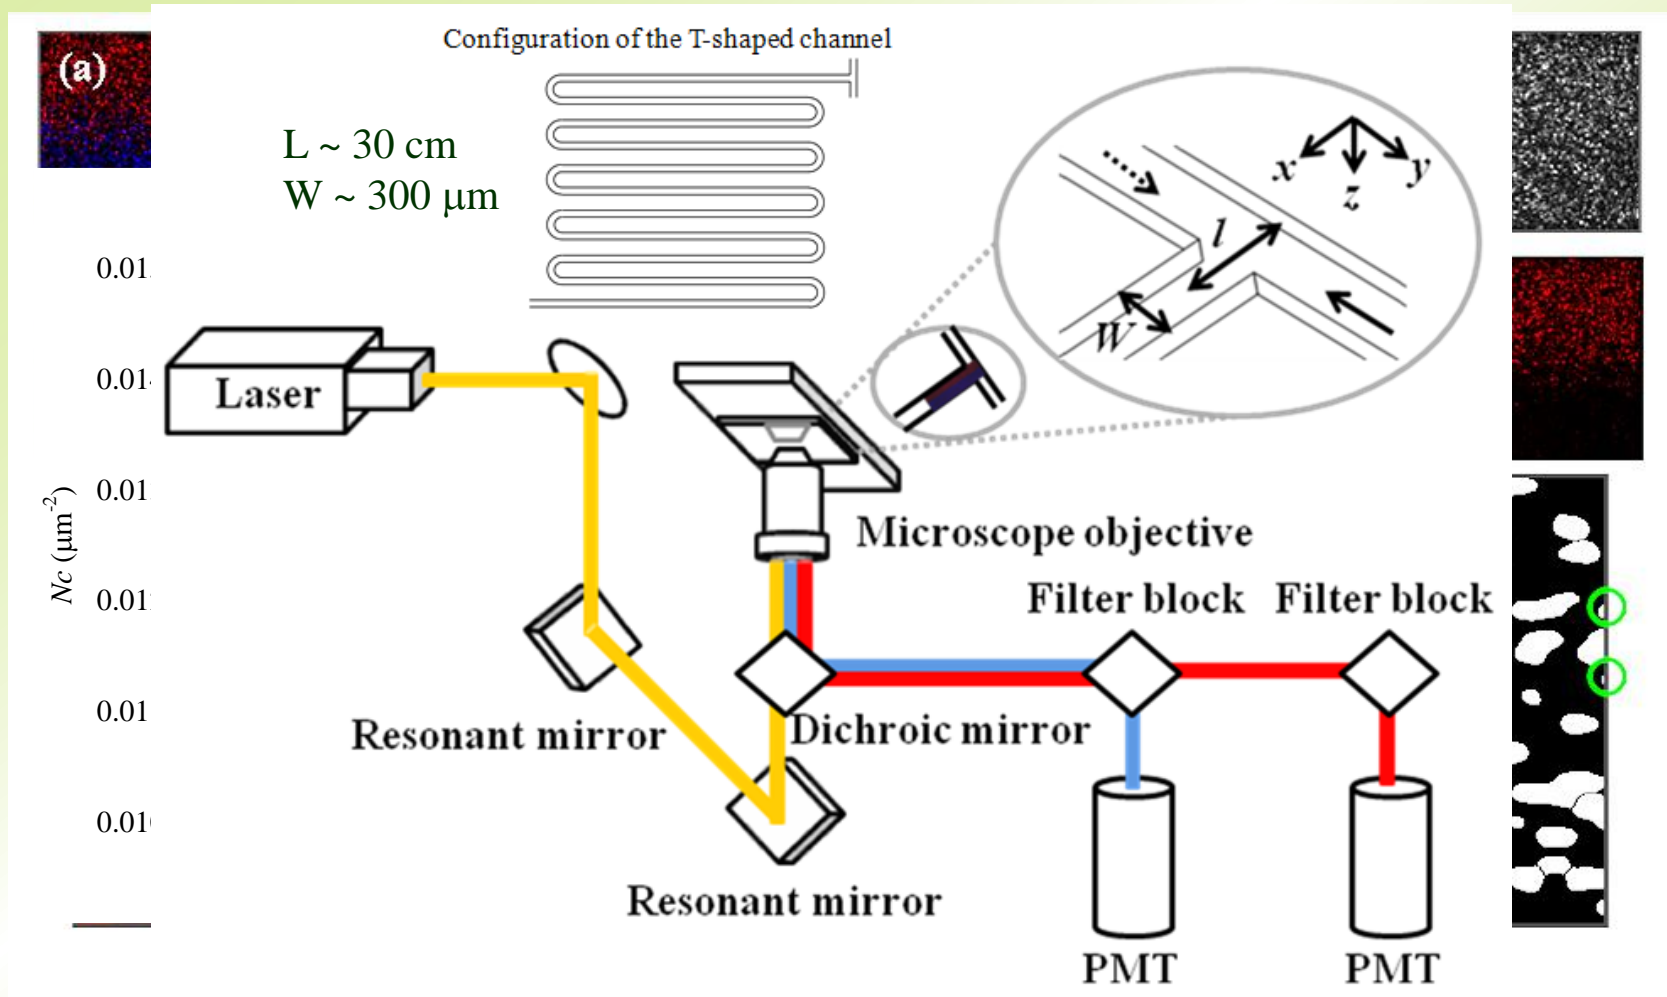 Configuration of the T-shaped channel
(a)
L ~ 30 cm
W ~ 300 μm
x
y
z
l
W
Laser
Nc (μm-2)
Microscope objective
Filter block
Filter block
Resonant mirror
Dichroic mirror
Resonant mirror
PMT
PMT